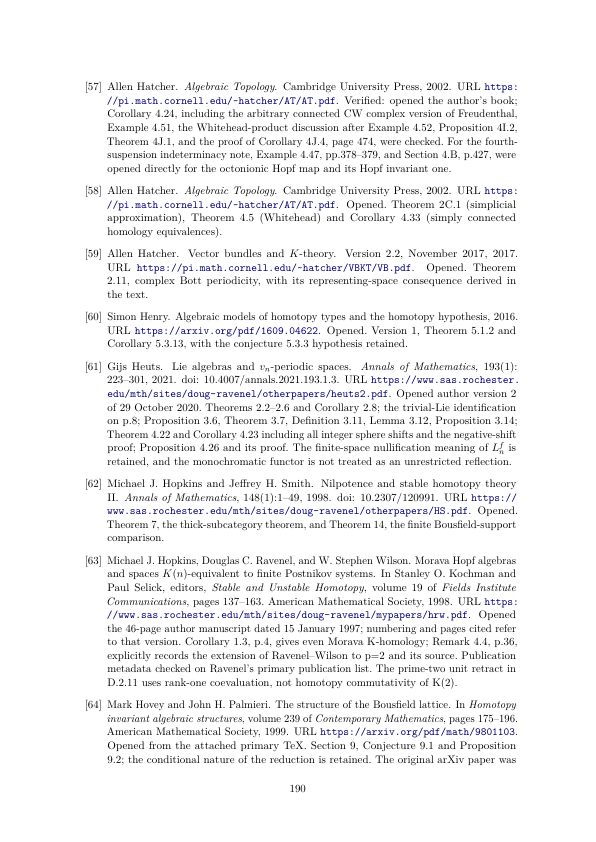 [57] Allen Hatcher. Algebraic Topology. Cambridge University Press, 2002. URL https:
//pi.math.cornell.edu/~hatcher/AT/AT.pdf. Verified: opened the author's book;
Corollary 4.24, including the arbitrary connected CW complex version of Freudenthal,
Example 4.51, the Whitehead-product discussion after Example 4.52, Proposition 4I.2,
Theorem 4J.1, and the proof of Corollary 4J.4, page 474, were checked. For the fourth-
suspension indeterminacy note, Example 4.47, pp.378–379, and Section 4.B, p.427, were
opened directly for the octonionic Hopf map and its Hopf invariant one.
[58] Allen Hatcher. Algebraic Topology. Cambridge University Press, 2002. URL https:
//pi.math.cornell.edu/~hatcher/AT/AT.pdf. Opened. Theorem 2C.1 (simplicial
approximation), Theorem 4.5 (Whitehead) and Corollary 4.33 (simply connected
homology equivalences).
[59] Allen Hatcher. Vector bundles and K-theory. Version 2.2, November 2017, 2017.
URL https://pi.math.cornell.edu/~hatcher/VBKT/VB.pdf. Opened. Theorem
2.11, complex Bott periodicity, with its representing-space consequence derived in
the text.
[60] Simon Henry. Algebraic models of homotopy types and the homotopy hypothesis, 2016.
URL https://arxiv.org/pdf/1609.04622. Opened. Version 1, Theorem 5.1.2 and
Corollary 5.3.13, with the conjecture 5.3.3 hypothesis retained.
[61] Gijs Heuts. Lie algebras and vₙ-periodic spaces. Annals of Mathematics, 193(1):
223–301, 2021. doi: 10.4007/annals.2021.193.1.3. URL https://www.sas.rochester.
edu/mth/sites/doug-ravenel/otherpapers/heuts2.pdf. Opened author version 2
of 29 October 2020. Theorems 2.2–2.6 and Corollary 2.8; the trivial-Lie identification
on p.8; Proposition 3.6, Theorem 3.7, Definition 3.11, Lemma 3.12, Proposition 3.14;
Theorem 4.22 and Corollary 4.23 including all integer sphere shifts and the negative-shift
proof; Proposition 4.26 and its proof. The finite-space nullification meaning of Lₙᶠ is
retained, and the monochromatic functor is not treated as an unrestricted reflection.
[62] Michael J. Hopkins and Jeffrey H. Smith. Nilpotence and stable homotopy theory
II. Annals of Mathematics, 148(1):1–49, 1998. doi: 10.2307/120991. URL https://
www.sas.rochester.edu/mth/sites/doug-ravenel/otherpapers/HS.pdf. Opened.
Theorem 7, the thick-subcategory theorem, and Theorem 14, the finite Bousfield-support
comparison.
[63] Michael J. Hopkins, Douglas C. Ravenel, and W. Stephen Wilson. Morava Hopf algebras
and spaces K(n)-equivalent to finite Postnikov systems. In Stanley O. Kochman and
Paul Selick, editors, Stable and Unstable Homotopy, volume 19 of Fields Institute
Communications, pages 137–163. American Mathematical Society, 1998. URL https:
//www.sas.rochester.edu/mth/sites/doug-ravenel/mypapers/hrw.pdf. Opened
the 46-page author manuscript dated 15 January 1997; numbering and pages cited refer
to that version. Corollary 1.3, p.4, gives even Morava K-homology; Remark 4.4, p.36,
explicitly records the extension of Ravenel–Wilson to p=2 and its source. Publication
metadata checked on Ravenel's primary publication list. The prime-two unit retract in
D.2.11 uses rank-one coevaluation, not homotopy commutativity of K(2).
[64] Mark Hovey and John H. Palmieri. The structure of the Bousfield lattice. In Homotopy
invariant algebraic structures, volume 239 of Contemporary Mathematics, pages 175–196.
American Mathematical Society, 1999. URL https://arxiv.org/pdf/math/9801103.
Opened from the attached primary TeX. Section 9, Conjecture 9.1 and Proposition
9.2; the conditional nature of the reduction is retained. The original arXiv paper was
190